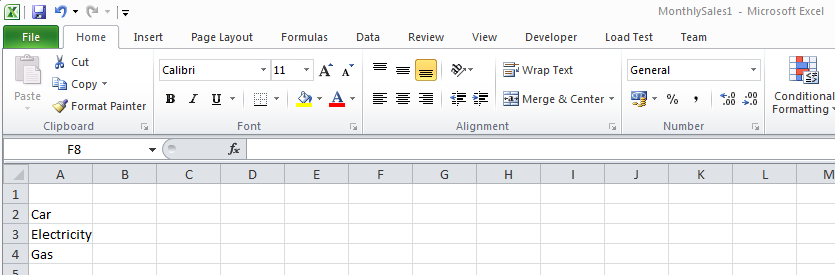 MonthlySales1 - Microsoft Excel
File Home Insert Page Layout Formulas Data Review View Developer Load Test Team
Cut
Calibri 11 A A Wrap Text General
Copy
Paste Format Painter B I U A Merge & Center % , .0 .00 .00 .0 Conditional Formatting
Clipboard Font Alignment Number
F8 fx
A B C D E F G H I J K L M
1
2 Car
3 Electricity
4 Gas
5